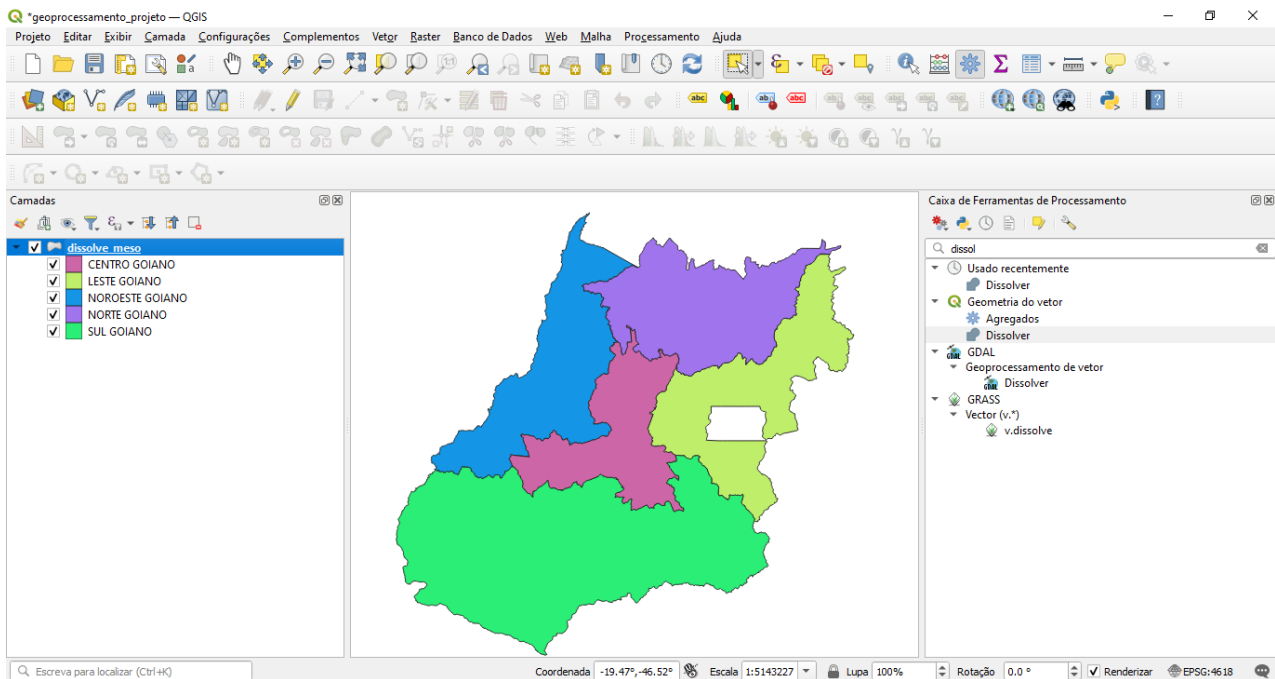 *geoprocessamento_projeto — QGIS
Projeto Editar Exibir Camada Configurações Complementos Vetor Raster Banco de Dados Web Malha Processamento Ajuda
abc ab abc
Camadas
dissolve_meso
CENTRO GOIANO
LESTE GOIANO
NOROESTE GOIANO
NORTE GOIANO
SUL GOIANO
Caixa de Ferramentas de Processamento
dissol
Usado recentemente
Dissolver
Geometria do vetor
Agregados
Dissolver
GDAL
Geoprocessamento de vetor
Dissolver
GRASS
Vector (v.*)
v.dissolve
Escreva para localizar (Ctrl+K) Coordenada -19.47°,-46.52° Escala 1:5143227 Lupa 100% Rotação 0.0 ° Renderizar EPSG:4618